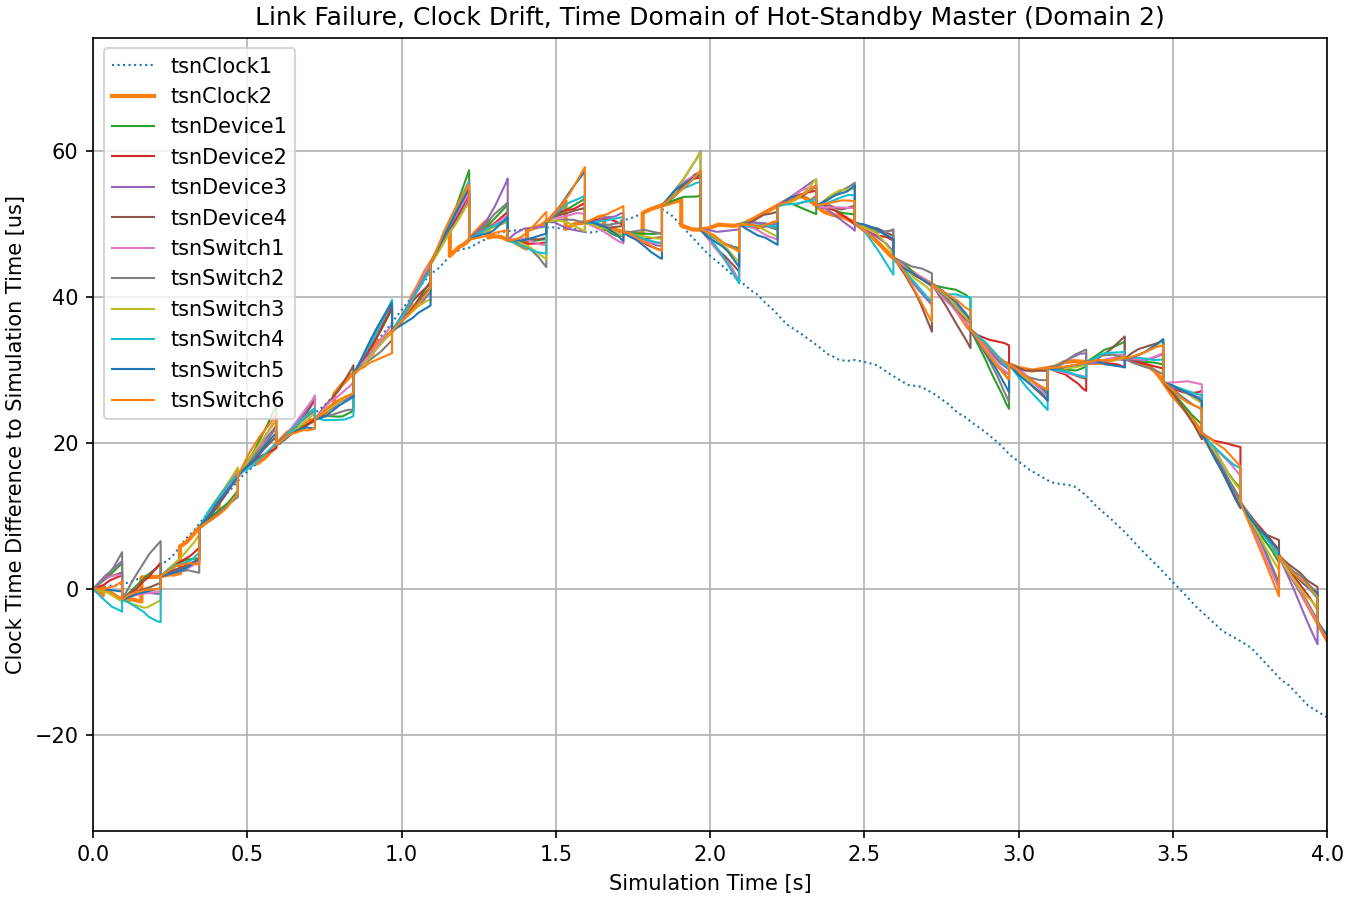 Link Failure, Clock Drift, Time Domain of Hot-Standby Master (Domain 2)
Clock Time Difference to Simulation Time [us]
60
40
20
0
−20
tsnClock1
tsnClock2
tsnDevice1
tsnDevice2
tsnDevice3
tsnDevice4
tsnSwitch1
tsnSwitch2
tsnSwitch3
tsnSwitch4
tsnSwitch5
tsnSwitch6
0.0 0.5 1.0 1.5 2.0 2.5 3.0 3.5 4.0
Simulation Time [s]